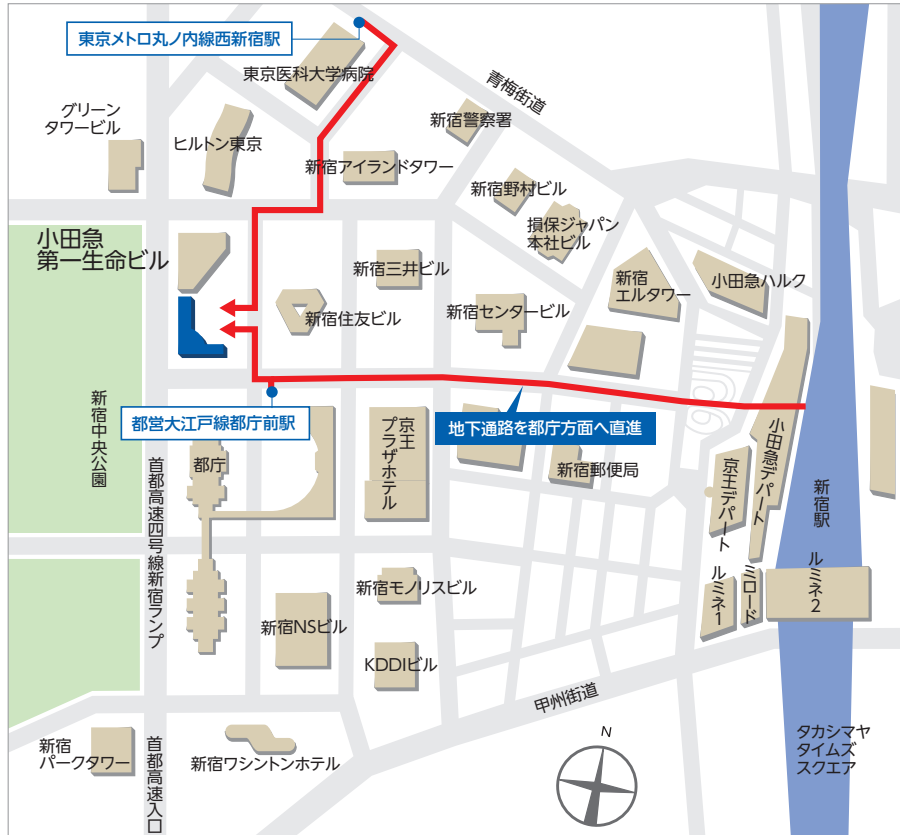 東京メトロ丸ノ内線西新宿駅
東京医科大学病院
青梅街道
グリーン
タワービル
ヒルトン東京
新宿警察署
新宿アイランドタワー
新宿野村ビル
損保ジャパン
本社ビル
小田急
第一生命ビル
新宿三井ビル
新宿
エルタワー
小田急ハルク
新宿住友ビル
新宿センタービル
都営大江戸線都庁前駅
地下通路を都庁方面へ直進
新宿中央公園
首都高速四号線新宿ランプ
都庁
京王
プラザホテル
新宿郵便局
京王デパート
小田急デパート
新宿駅
ルミネ1
ミロード
ルミネ2
新宿モノリスビル
新宿NSビル
KDDIビル
甲州街道
新宿
パークタワー
首都高速入口
新宿ワシントンホテル
N
タカシマヤ
タイムズ
スクエア